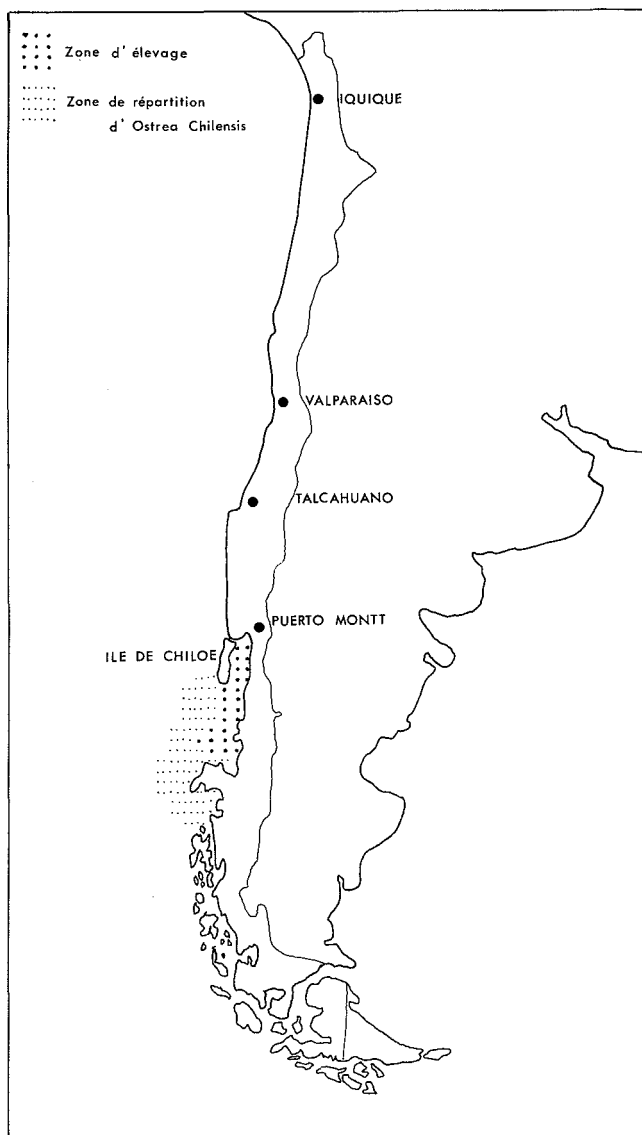 Zone d'élevage
Zone de répartition
d'Ostrea Chilensis
IQUIQUE
VALPARAISO
TALCAHUANO
PUERTO MONTT
ILE DE CHILOE